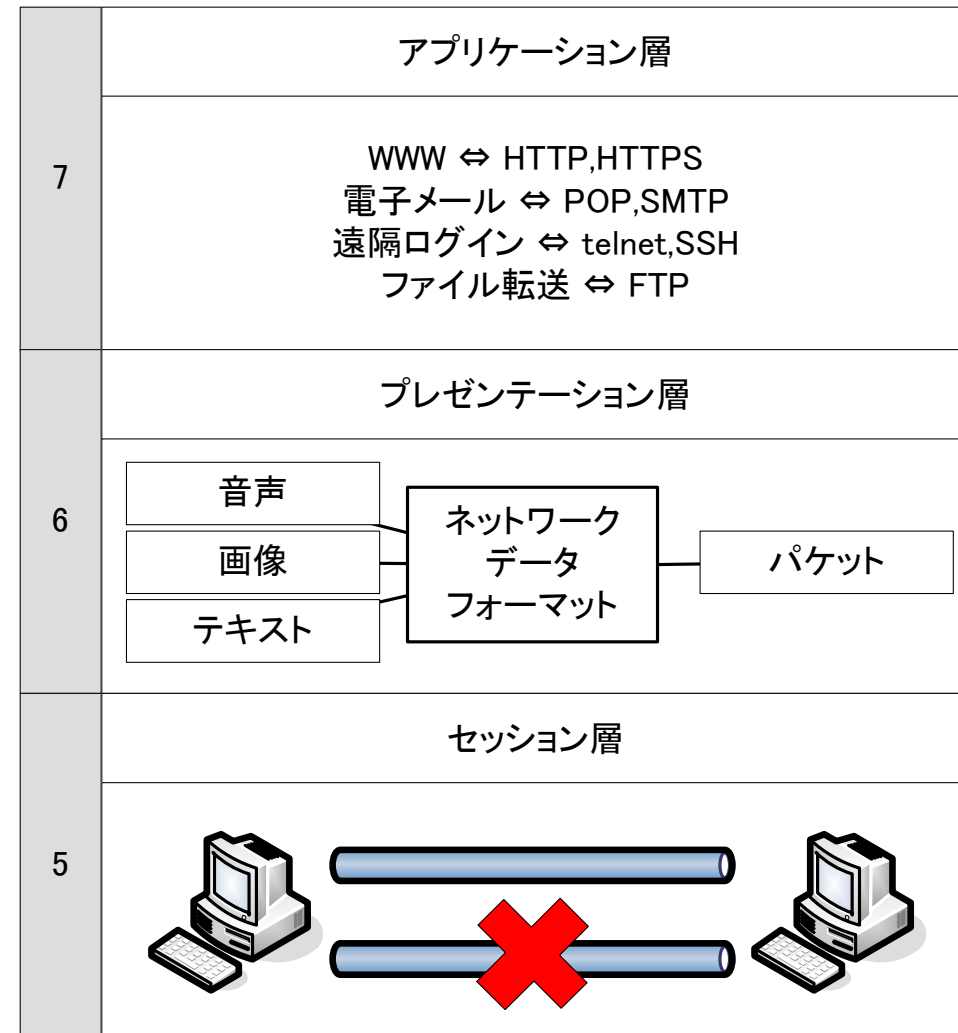 アプリケーション層
7
WWW ⇔ HTTP,HTTPS
電子メール ⇔ POP,SMTP
遠隔ログイン ⇔ telnet,SSH
ファイル転送 ⇔ FTP
プレゼンテーション層
6
音声
画像
テキスト
ネットワーク
データ
フォーマット
パケット
セッション層
5